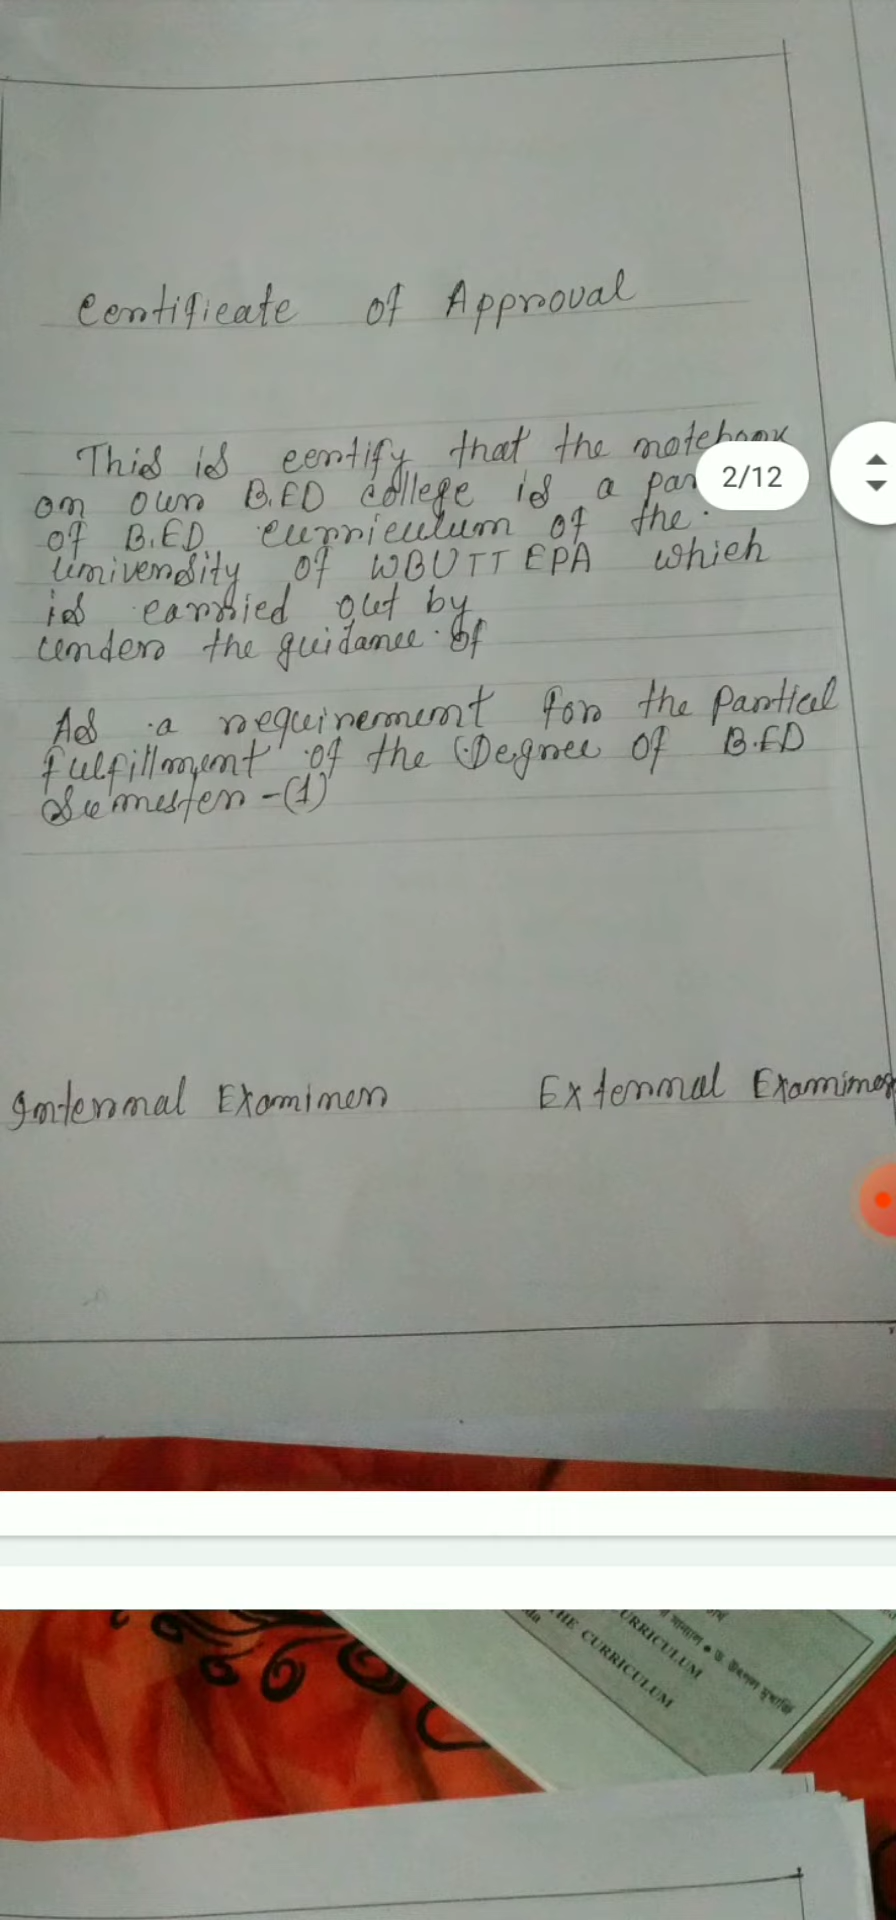 Certificate of Approval
This is certify that the notebook
on our B.ED college is a par
2/12
of B.ED curriculum of the
university of WBUTTEPA which
is carried out by
under the guidance of
As a requirement for the Partial
fulfillment of the Degree of B.ED
Semester-(1)
Internal Examiner External Examiner
THE CURRICULUM
CURRICULUM